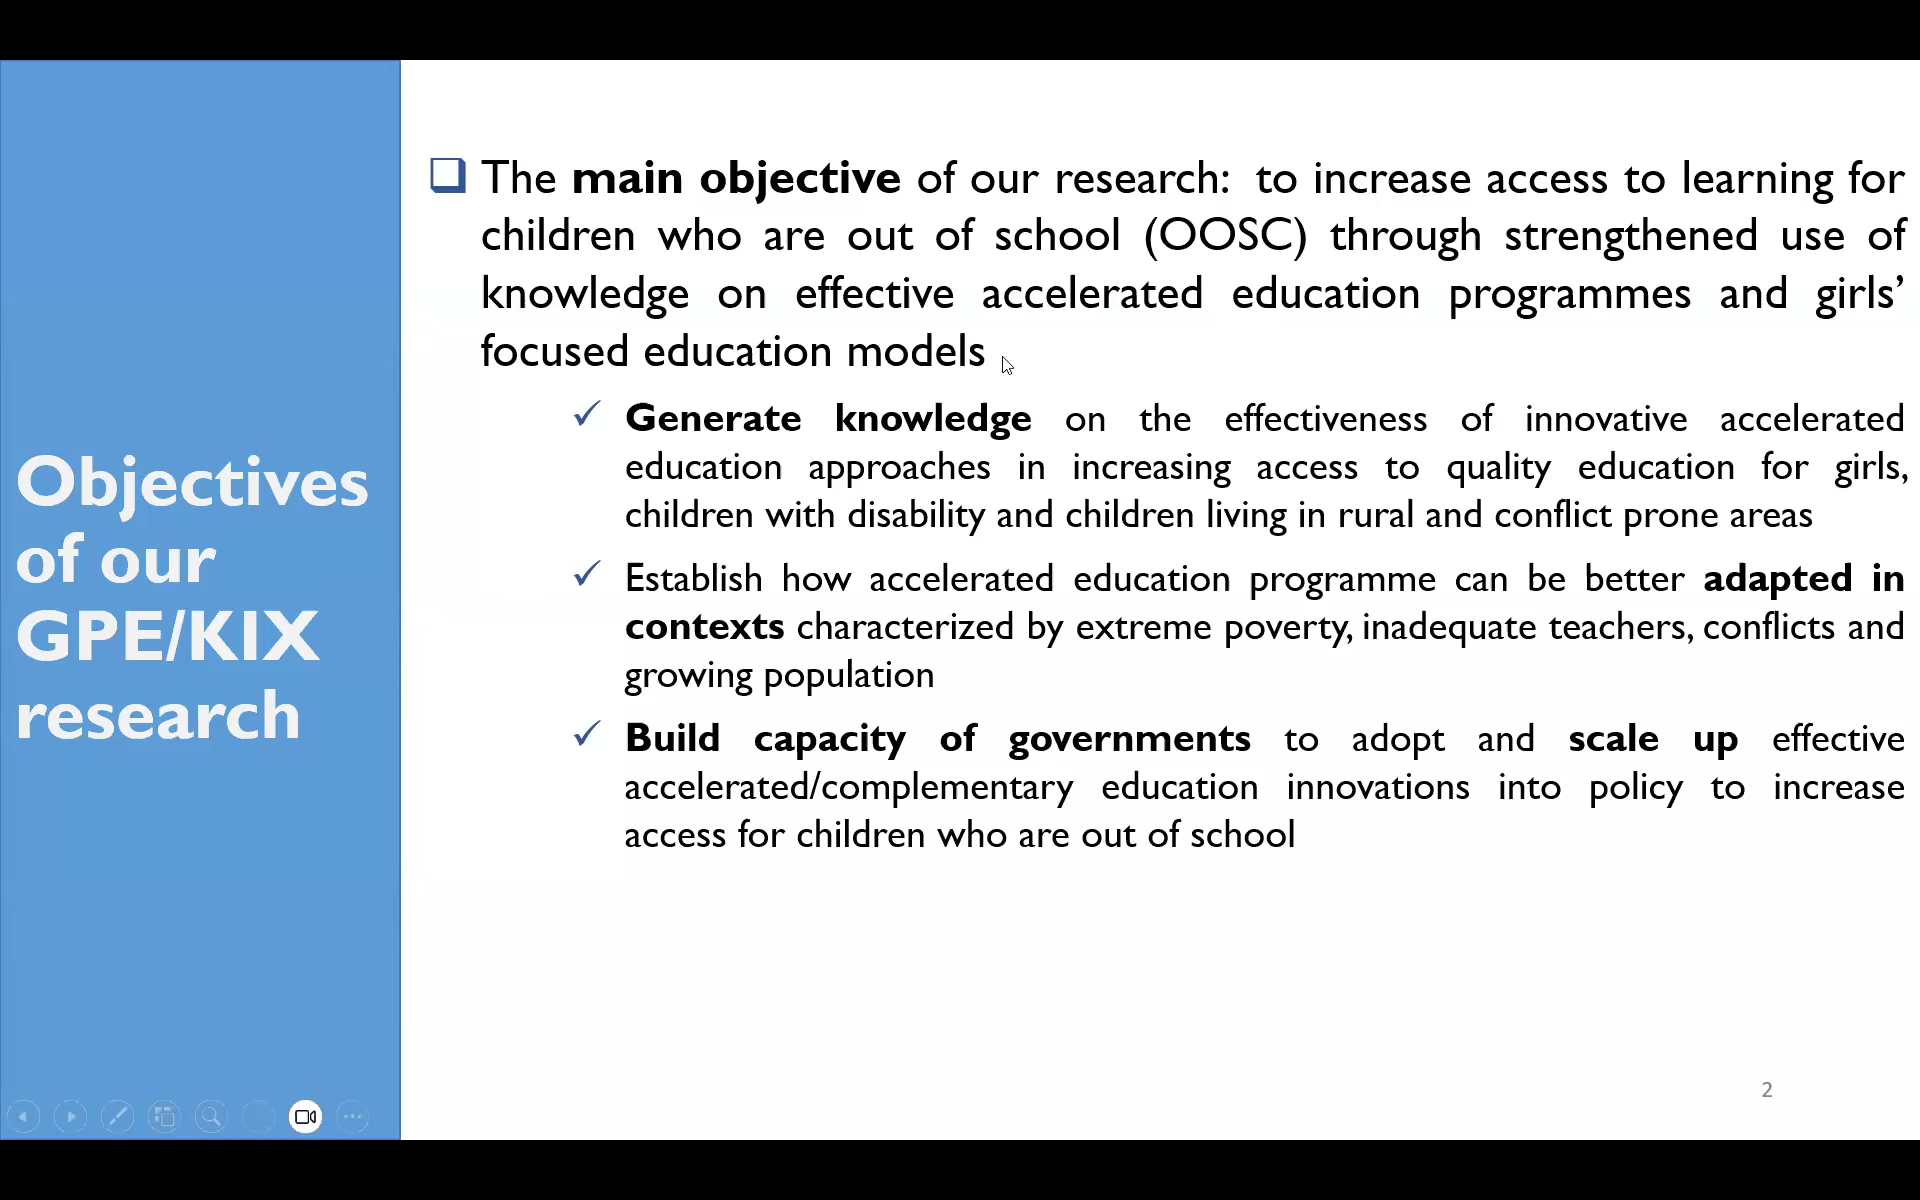 Objectives
of our
GPE/KIX
research
The main objective of our research: to increase access to learning for
children who are out of school (OOSC) through strengthened use of
knowledge on effective accelerated education programmes and girls’
focused education models
Generate knowledge on the effectiveness of innovative accelerated
education approaches in increasing access to quality education for girls,
children with disability and children living in rural and conflict prone areas
Establish how accelerated education programme can be better adapted in
contexts characterized by extreme poverty, inadequate teachers, conflicts and
growing population
Build capacity of governments to adopt and scale up effective
accelerated/complementary education innovations into policy to increase
access for children who are out of school
2